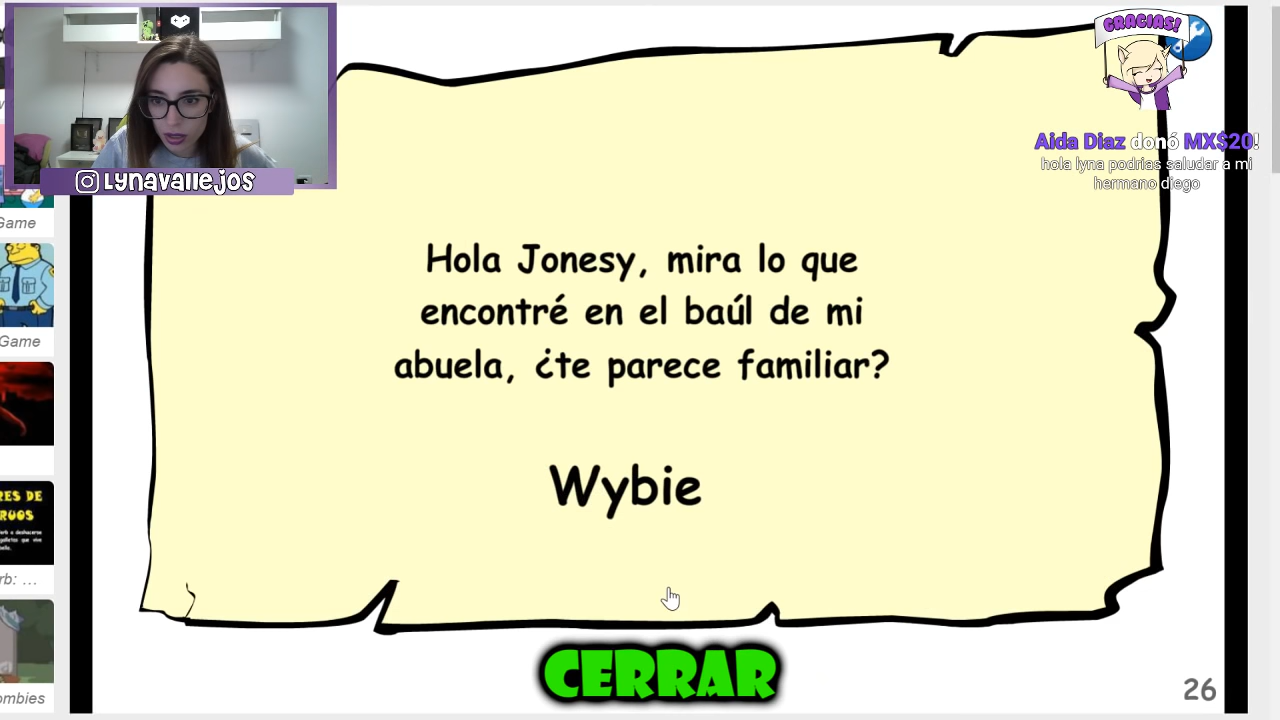 LYNAVALLEJOS
GRACIAS!
Aida Diaz donó MX$20!
hola lyna podrias saludar a mi
hermano diego
Game
Game
RES DE
RUOS
rb: ...
ombies
Hola Jonesy, mira lo que
encontré en el baúl de mi
abuela, ¿te parece familiar?
Wybie
CERRAR
26